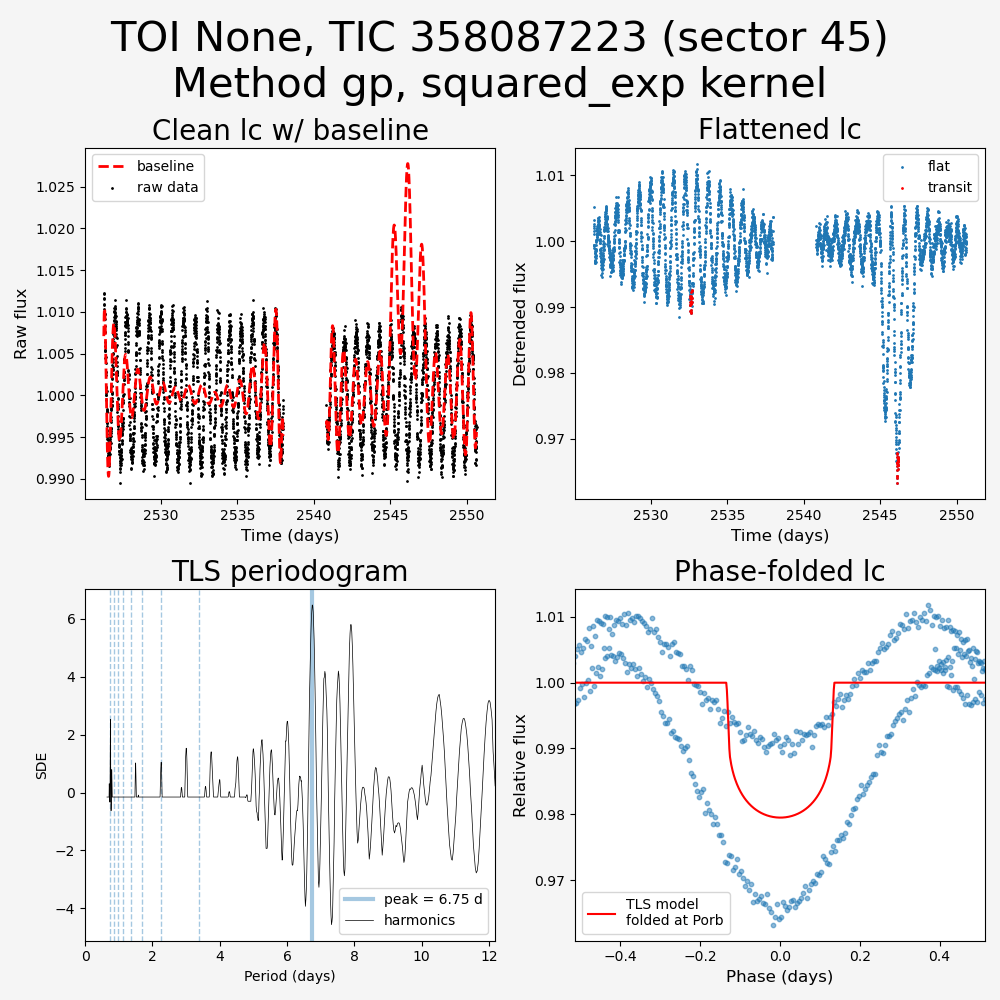 TOI None, TIC 358087223 (sector 45)
Method gp, squared_exp kernel
Clean lc w/ baseline
baseline
raw data
1.025
1.020
1.015
1.010
1.005
1.000
0.995
0.990
Raw flux
2530
2535
2540
2545
2550
Time (days)
Flattened lc
flat
transit
1.01
1.00
0.99
0.98
0.97
Detrended flux
2530
2535
2540
2545
2550
Time (days)
TLS periodogram
6
4
2
0
−2
−4
SDE
peak = 6.75 d
harmonics
0
2
4
6
8
10
12
Period (days)
Phase-folded lc
1.01
1.00
0.99
0.98
0.97
Relative flux
TLS model
folded at Porb
−0.4
−0.2
0.0
0.2
0.4
Phase (days)